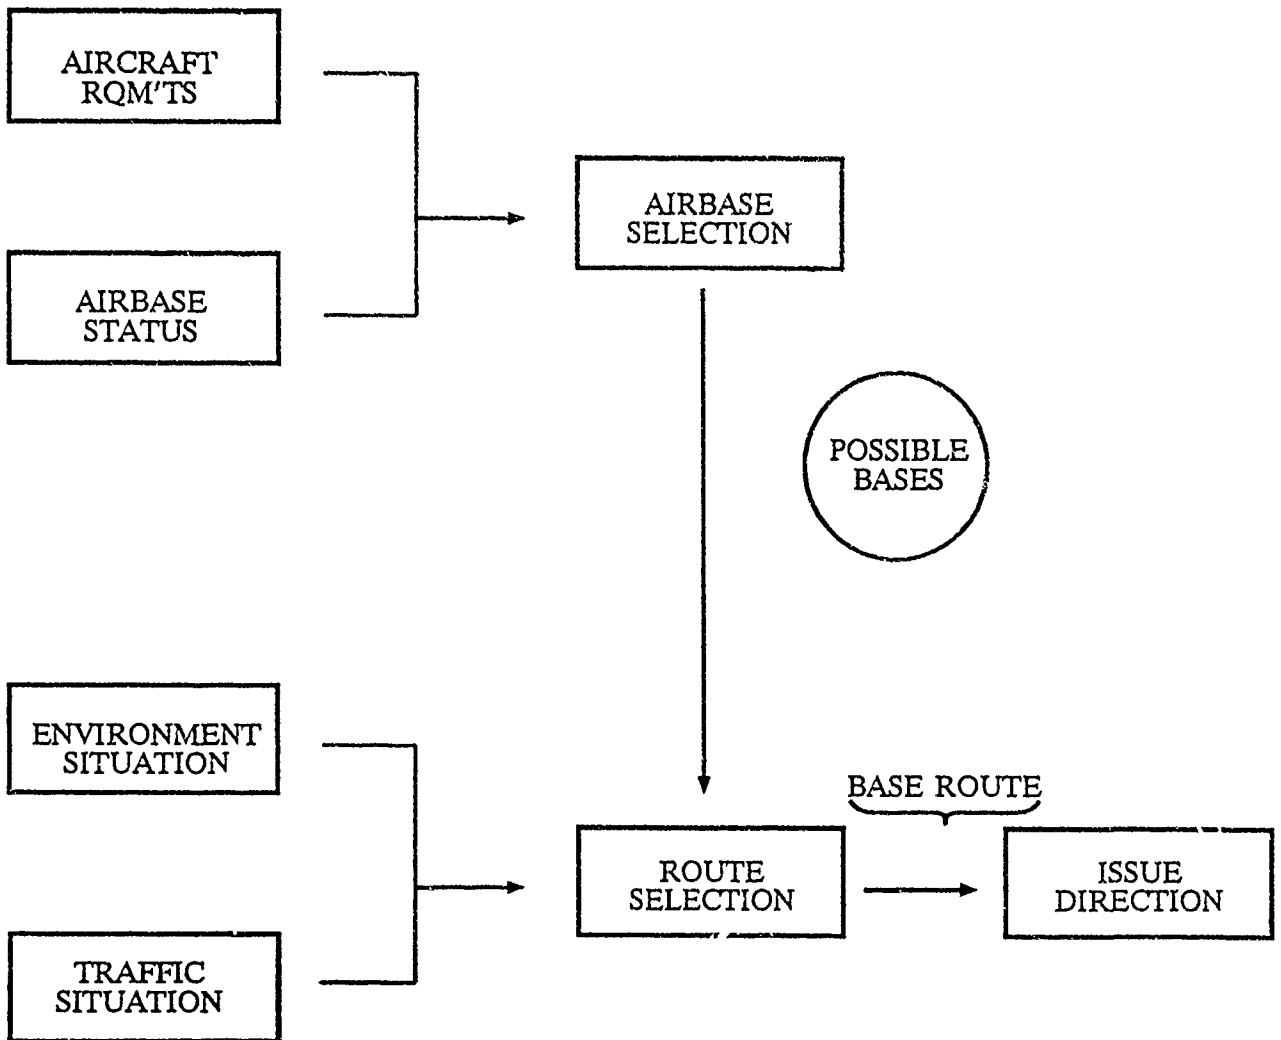 AIRCRAFT
RQM'TS
AIRBASE
SELECTION
AIRBASE
STATUS
POSSIBLE
BASES
ENVIRONMENT
SITUATION
BASE ROUTE
ROUTE
SELECTION
ISSUE
DIRECTION
TRAFFIC
SITUATION